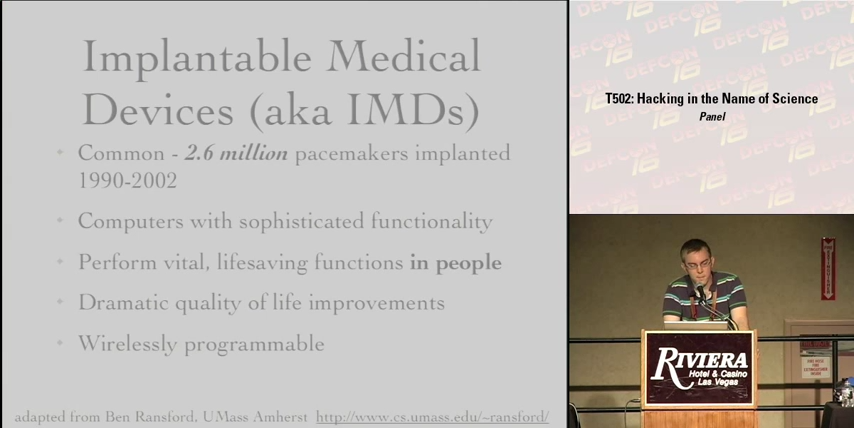 Implantable Medical
Devices (aka IMDs)
Common - 2.6 million pacemakers implanted
1990-2002
Computers with sophisticated functionality
Perform vital, lifesaving functions in people
Dramatic quality of life improvements
Wirelessly programmable
adapted from Ben Ransford, UMass Amherst http://www.cs.umass.edu/~ransford/
DEFCON 16
T502: Hacking in the Name of Science
Panel
RIVIERA
Hotel & Casino
Las Vegas